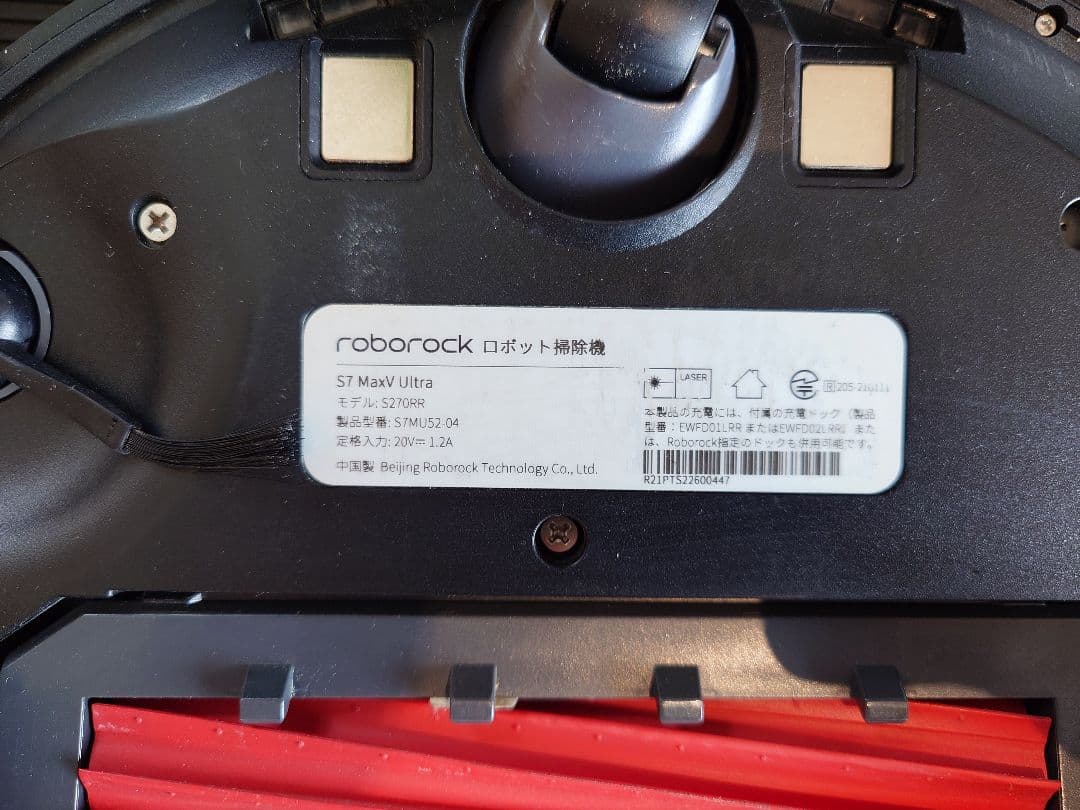 roborock ロボット掃除機
S7 MaxV Ultra
モデル: S270RR
製品型番: S7MU52-04
定格入力: 20V⎓ 1.2A
中国製 Beijing Roborock Technology Co., Ltd.
LASER
R 205-210111
本製品の充電には、付属の充電ドック（製品
型番：EWFD01LRR またはEWFD02LRR）また
は、Roborock指定のドックも併用可能です。
R21PTS22600447